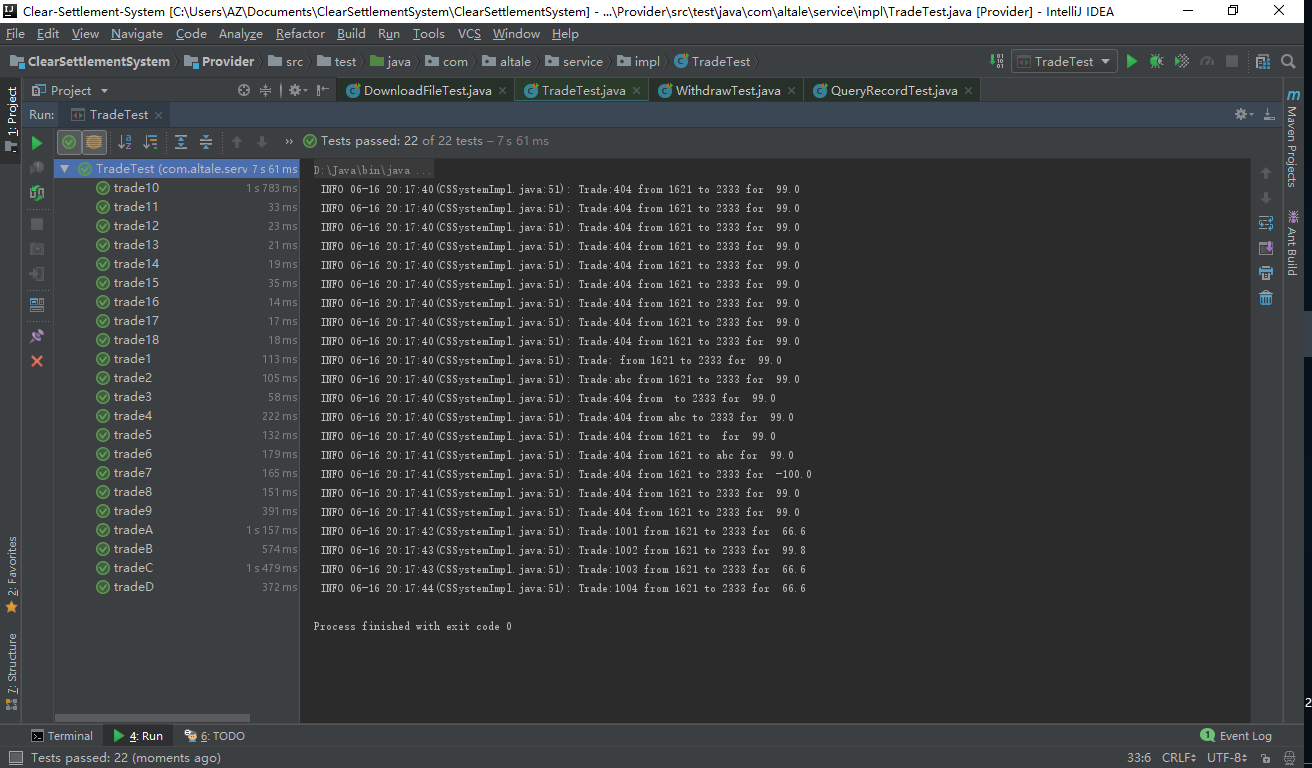 Clear-Settlement-System [C:\Users\AZ\Documents\ClearSettlementSystem\ClearSettlementSystem] - ...\Provider\src\test\java\com\altale\service\impl\TradeTest.java [Provider] - IntelliJ IDEA
File Edit View Navigate Code Analyze Refactor Build Run Tools VCS Window Help
ClearSettlementSystem Provider src test java com altale service impl TradeTest TradeTest
Project DownloadFileTest.java TradeTest.java WithdrawTest.java QueryRecordTest.java
Run: TradeTest
Tests passed: 22 of 22 tests – 7 s 61 ms
TradeTest (com.altale.serv 7 s 61 ms
trade10 1 s 783 ms
trade11 33 ms
trade12 23 ms
trade13 21 ms
trade14 19 ms
trade15 35 ms
trade16 14 ms
trade17 17 ms
trade18 18 ms
trade1 113 ms
trade2 105 ms
trade3 58 ms
trade4 222 ms
trade5 132 ms
trade6 179 ms
trade7 165 ms
trade8 151 ms
trade9 391 ms
tradeA 1 s 157 ms
tradeB 574 ms
tradeC 1 s 479 ms
tradeD 372 ms
D:\Java\bin\java ...
INFO 06-16 20:17:40(CSSystemImpl.java:51): Trade:404 from 1621 to 2333 for  99.0
INFO 06-16 20:17:40(CSSystemImpl.java:51): Trade:404 from 1621 to 2333 for  99.0
INFO 06-16 20:17:40(CSSystemImpl.java:51): Trade:404 from 1621 to 2333 for  99.0
INFO 06-16 20:17:40(CSSystemImpl.java:51): Trade:404 from 1621 to 2333 for  99.0
INFO 06-16 20:17:40(CSSystemImpl.java:51): Trade:404 from 1621 to 2333 for  99.0
INFO 06-16 20:17:40(CSSystemImpl.java:51): Trade:404 from 1621 to 2333 for  99.0
INFO 06-16 20:17:40(CSSystemImpl.java:51): Trade:404 from 1621 to 2333 for  99.0
INFO 06-16 20:17:40(CSSystemImpl.java:51): Trade:404 from 1621 to 2333 for  99.0
INFO 06-16 20:17:40(CSSystemImpl.java:51): Trade:404 from 1621 to 2333 for  99.0
INFO 06-16 20:17:40(CSSystemImpl.java:51): Trade: from 1621 to 2333 for  99.0
INFO 06-16 20:17:40(CSSystemImpl.java:51): Trade:abc from 1621 to 2333 for  99.0
INFO 06-16 20:17:40(CSSystemImpl.java:51): Trade:404 from  to 2333 for  99.0
INFO 06-16 20:17:40(CSSystemImpl.java:51): Trade:404 from abc to 2333 for  99.0
INFO 06-16 20:17:40(CSSystemImpl.java:51): Trade:404 from 1621 to  for  99.0
INFO 06-16 20:17:41(CSSystemImpl.java:51): Trade:404 from 1621 to abc for  99.0
INFO 06-16 20:17:41(CSSystemImpl.java:51): Trade:404 from 1621 to 2333 for  -100.0
INFO 06-16 20:17:41(CSSystemImpl.java:51): Trade:404 from 1621 to 2333 for  99.0
INFO 06-16 20:17:41(CSSystemImpl.java:51): Trade:404 from 1621 to 2333 for  99.0
INFO 06-16 20:17:42(CSSystemImpl.java:51): Trade:1001 from 1621 to 2333 for  66.6
INFO 06-16 20:17:43(CSSystemImpl.java:51): Trade:1002 from 1621 to 2333 for  99.8
INFO 06-16 20:17:43(CSSystemImpl.java:51): Trade:1003 from 1621 to 2333 for  66.6
INFO 06-16 20:17:44(CSSystemImpl.java:51): Trade:1004 from 1621 to 2333 for  66.6
Process finished with exit code 0
1: Project
2: Favorites
7: Structure
Maven Projects
Ant Build
2
Terminal 4: Run 6: TODO 1 Event Log
Tests passed: 22 (moments ago) 33:6 CRLF UTF-8